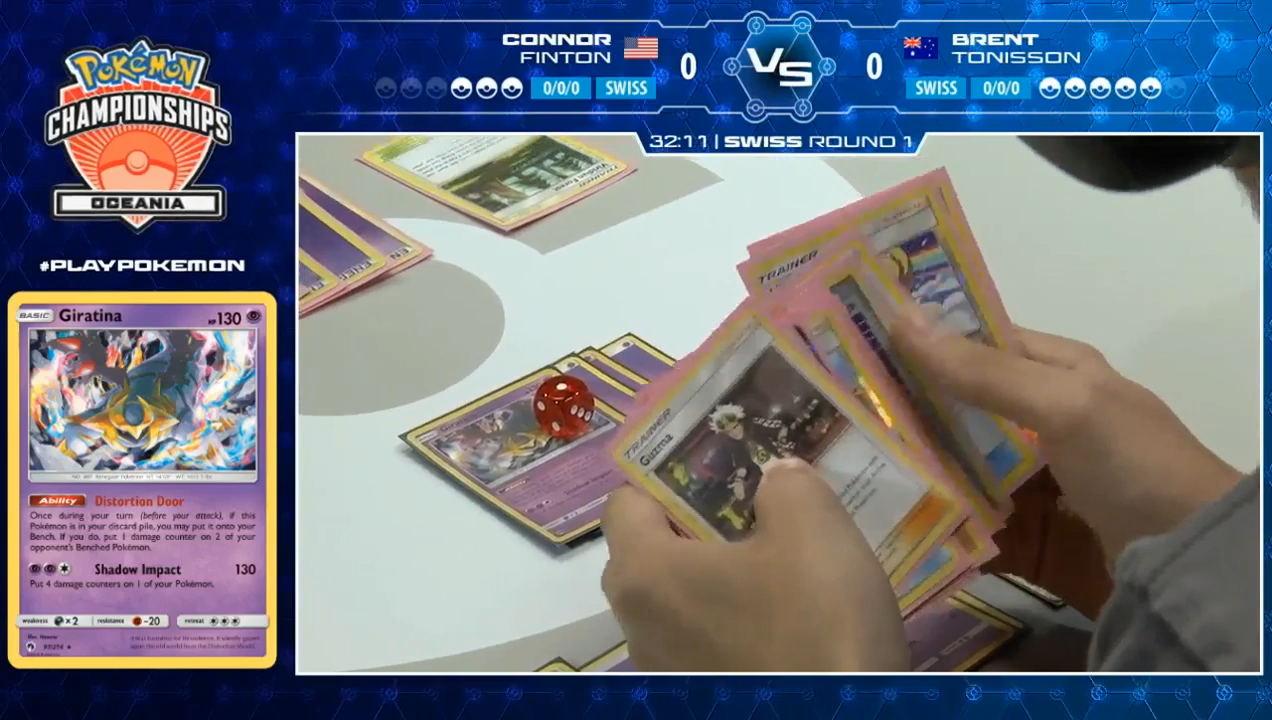 CONNOR
FINTON
0
VS
0
BRENT
TONISSON
0/0/0
SWISS
SWISS
0/0/0
32:11 | SWISS ROUND 1
Pokémon
CHAMPIONSHIPS
OCEANIA
#PLAYPOKEMON
BASIC
Giratina
HP130
Ability
Distortion Door
Once during your turn (before your attack), if this
Pokémon is in your discard pile, you may put it onto your
Bench. If you do, put 1 damage counter on 2 of your
opponent's Benched Pokémon.
Shadow Impact
130
Put 4 damage counters on 1 of your Pokémon.
weakness
×2
resistance
-20
retreat
TRAINER
TRAINER
Guzma
Giratina
Shadow Impact